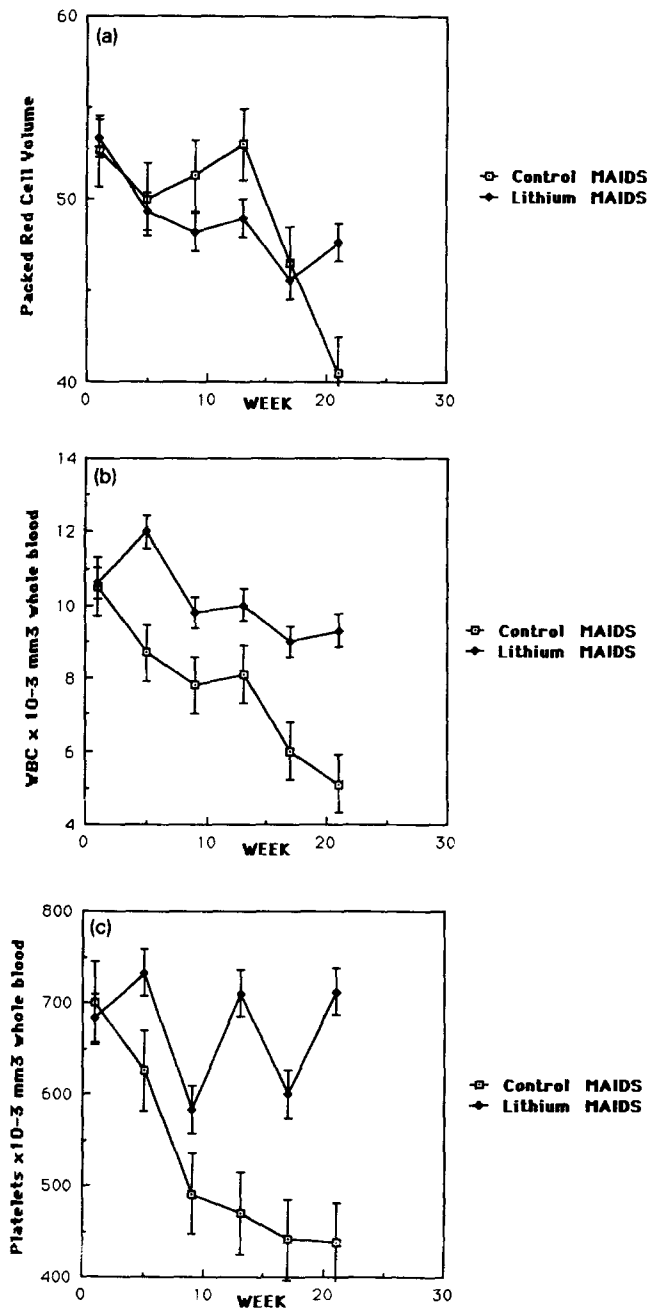 (a)
60
50
40
Packed Red Cell Volume
0 10 20 30
WEEK
Control MAIDS
Lithium MAIDS
(b)
14
12
10
8
6
4
WBC x 10-3 mm3 whole blood
0 10 20 30
WEEK
Control MAIDS
Lithium MAIDS
(c)
800
700
600
500
400
Platelets x10-3 mm3 whole blood
0 10 20 30
WEEK
Control MAIDS
Lithium MAIDS